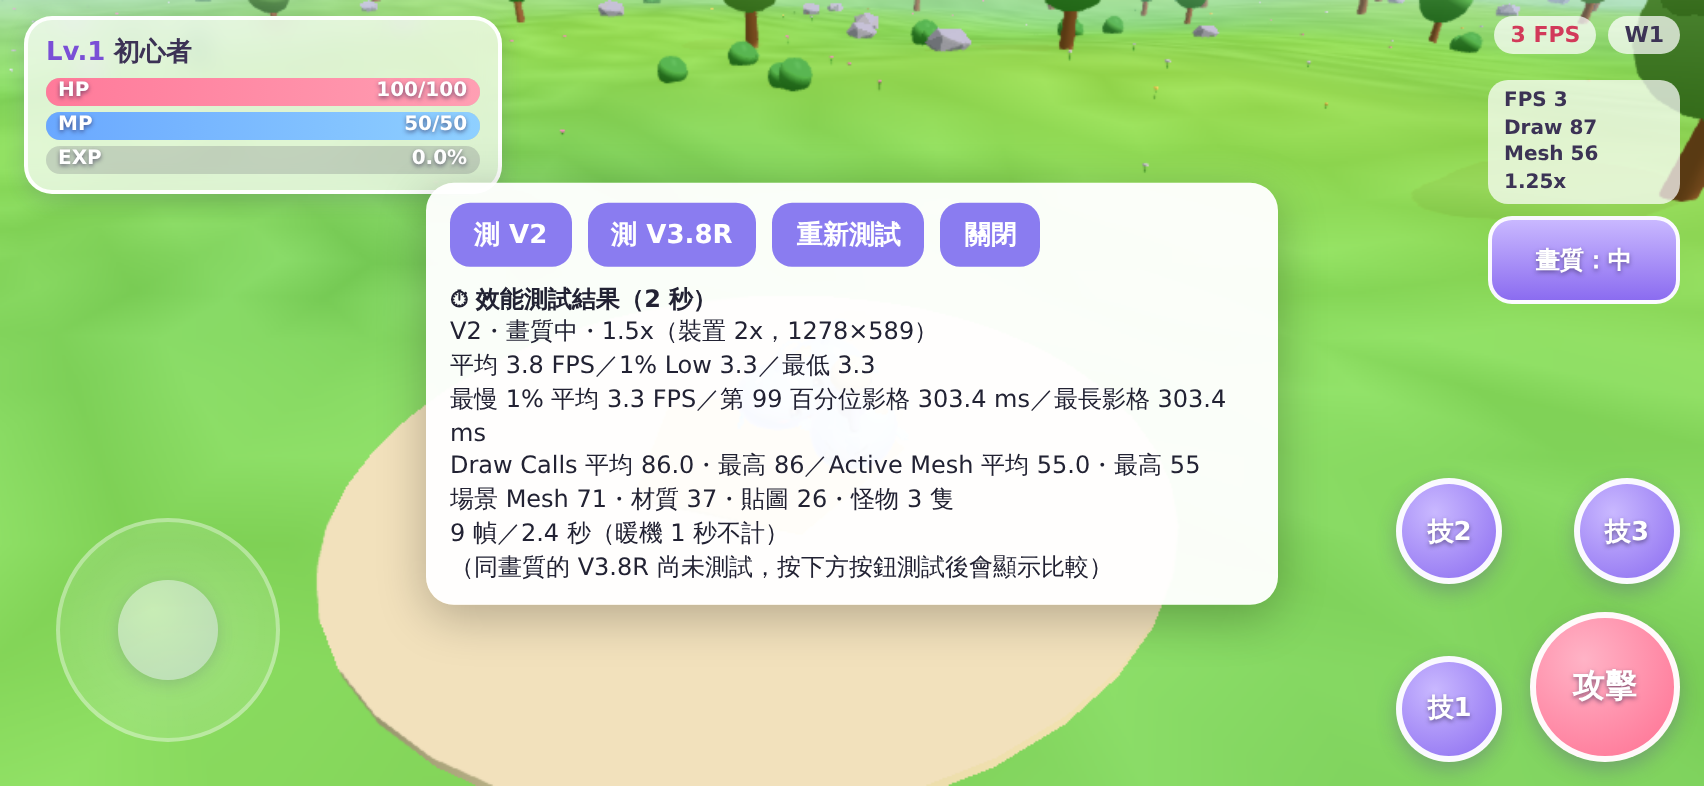 Lv.1 初心者
HP 100/100
MP 50/50
EXP 0.0%
3 FPS W1
FPS 3
Draw 87
Mesh 56
1.25x
畫質：中
測 V2 測 V3.8R 重新測試 關閉
⏱ 效能測試結果（2 秒）
V2・畫質中・1.5x（裝置 2x，1278×589）
平均 3.8 FPS／1% Low 3.3／最低 3.3
最慢 1% 平均 3.3 FPS／第 99 百分位影格 303.4 ms／最長影格 303.4
ms
Draw Calls 平均 86.0・最高 86／Active Mesh 平均 55.0・最高 55
場景 Mesh 71・材質 37・貼圖 26・怪物 3 隻
9 幀／2.4 秒（暖機 1 秒不計）
（同畫質的 V3.8R 尚未測試，按下方按鈕測試後會顯示比較）
技2 技3
技1 攻擊